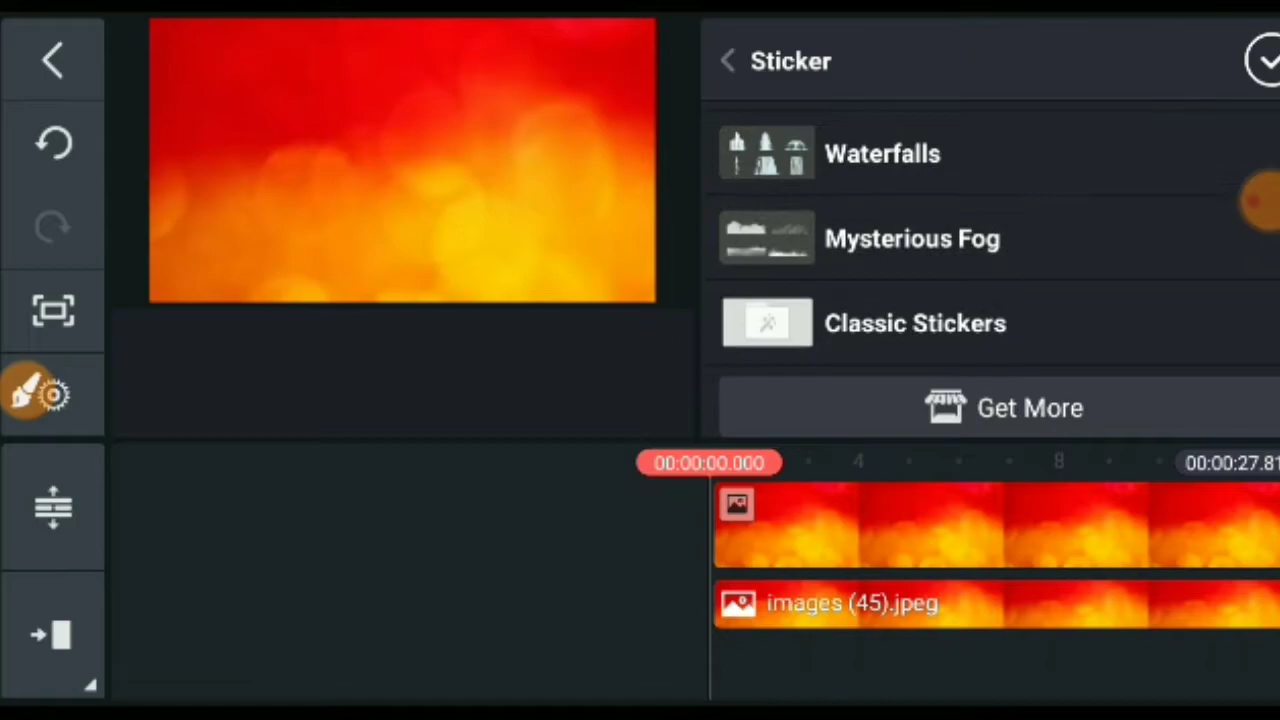 Sticker
Waterfalls
Mysterious Fog
Classic Stickers
Get More
00:00:00.000
4
8
00:00:27.81
images (45).jpeg